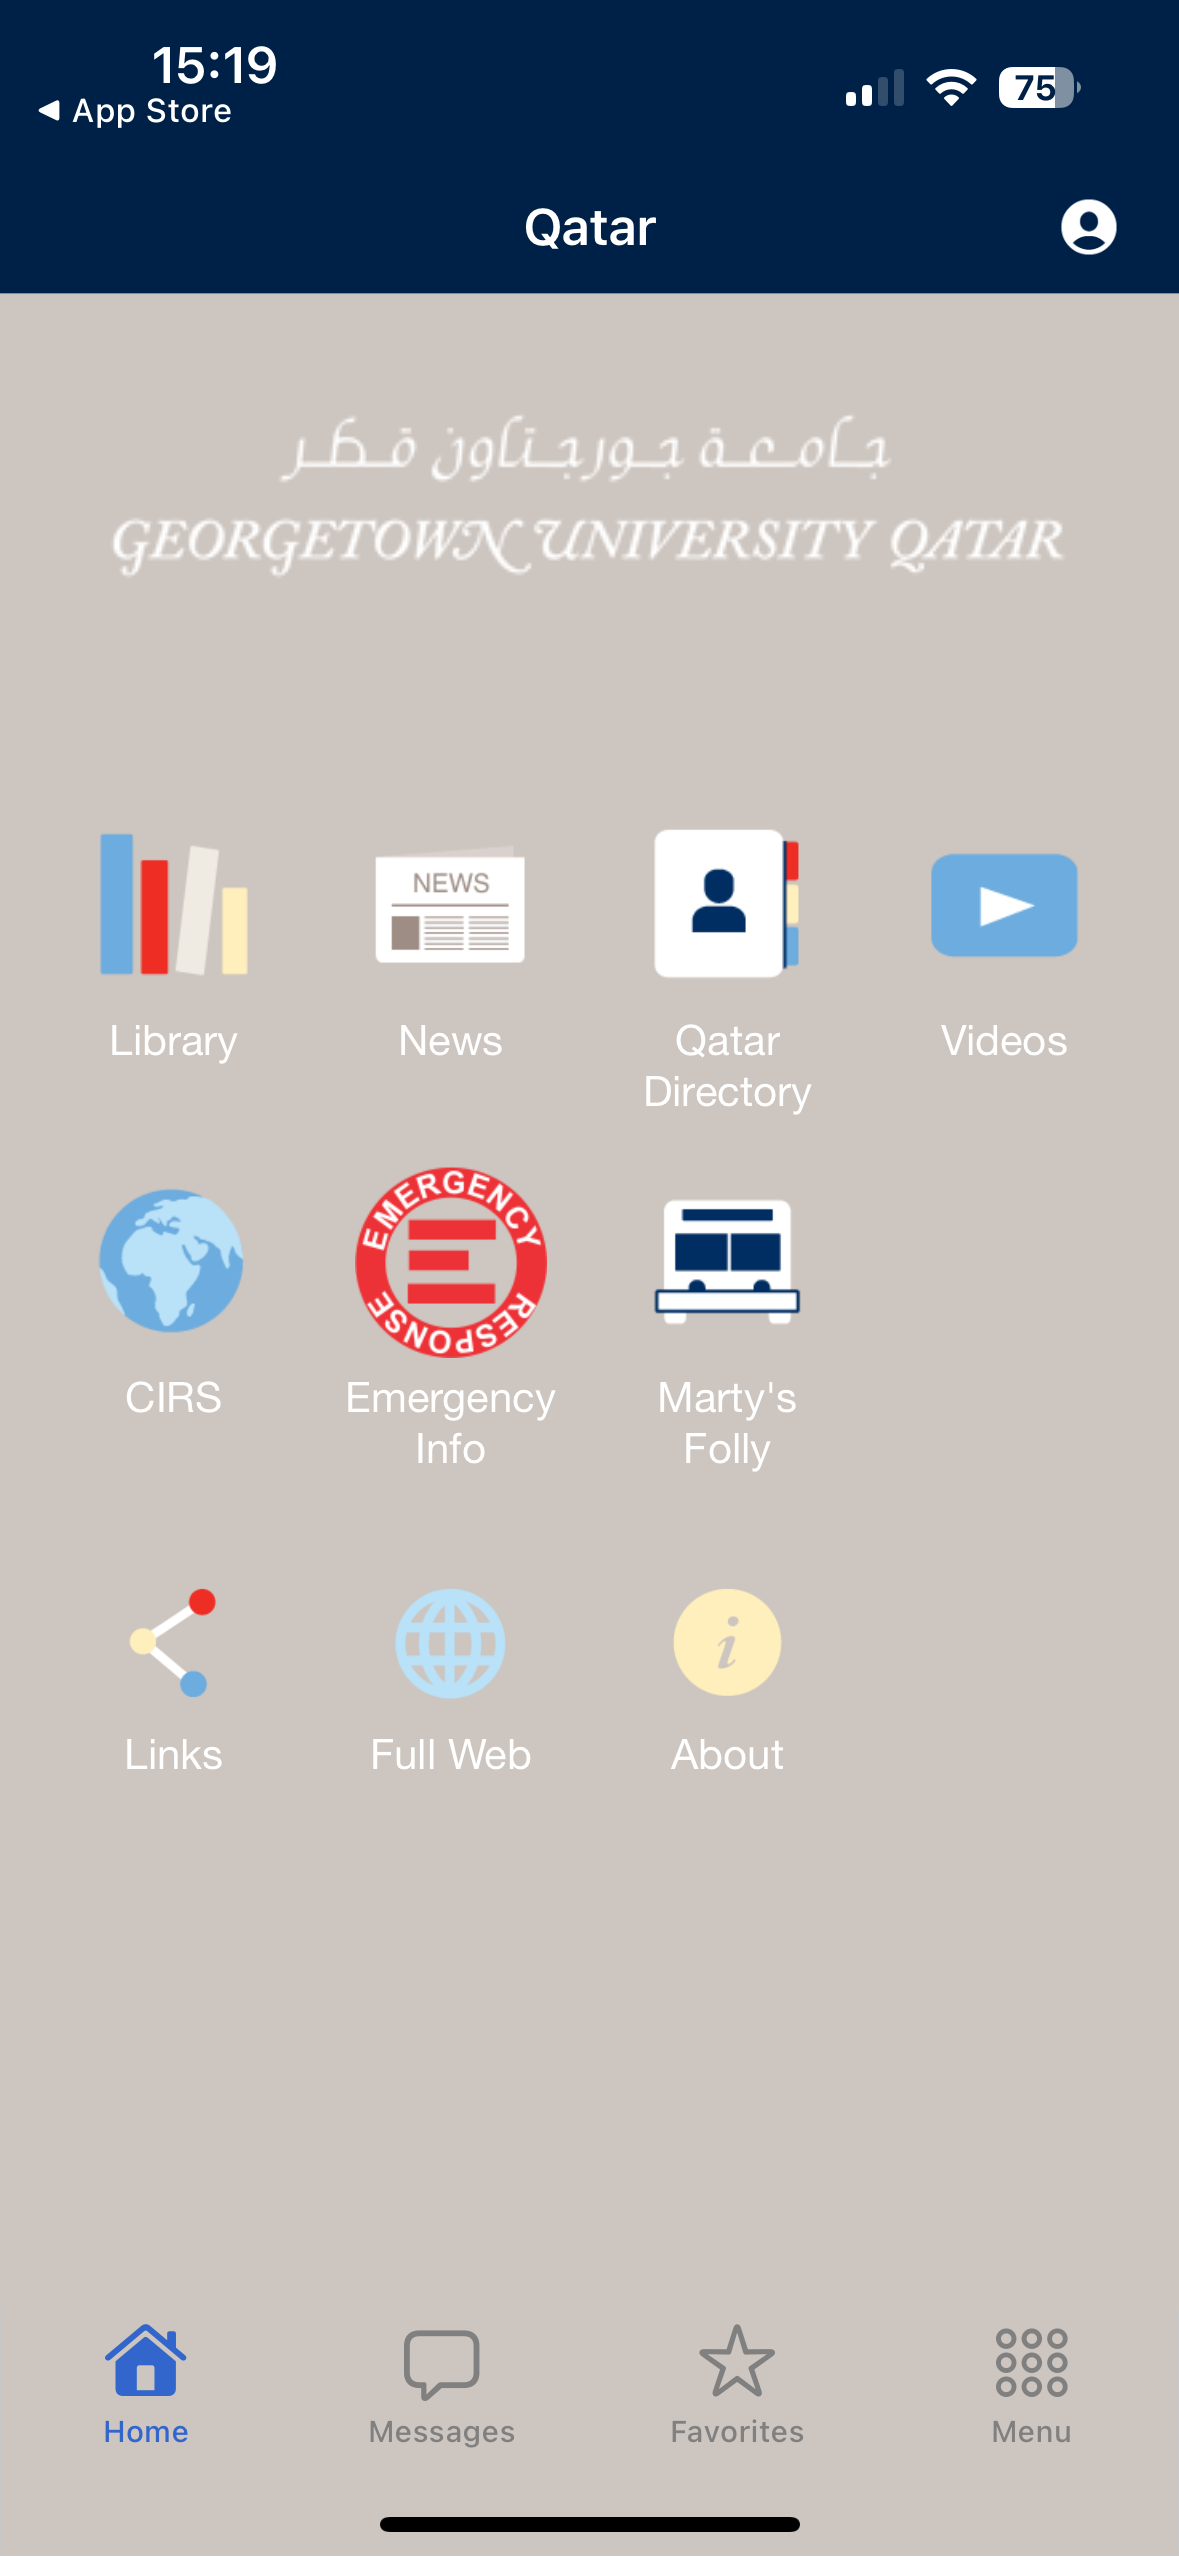 15:19
App Store
75
Qatar
جامعة جورجتاون قطر
GEORGETOWN UNIVERSITY QATAR
NEWS
Library
News
Qatar
Directory
Videos
EMERGENCY
RESPONSE
CIRS
Emergency
Info
Marty's
Folly
i
Links
Full Web
About
Home
Messages
Favorites
Menu